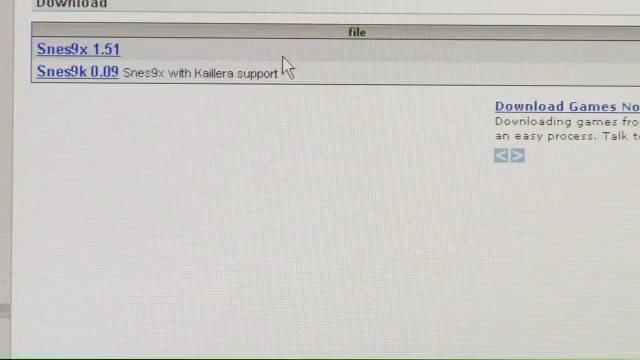 Download
file
Snes9x 1.51
Snes9k 0.09 Snes9x with Kaillera support
Download Games No
Downloading games fro
an easy process. Talk t